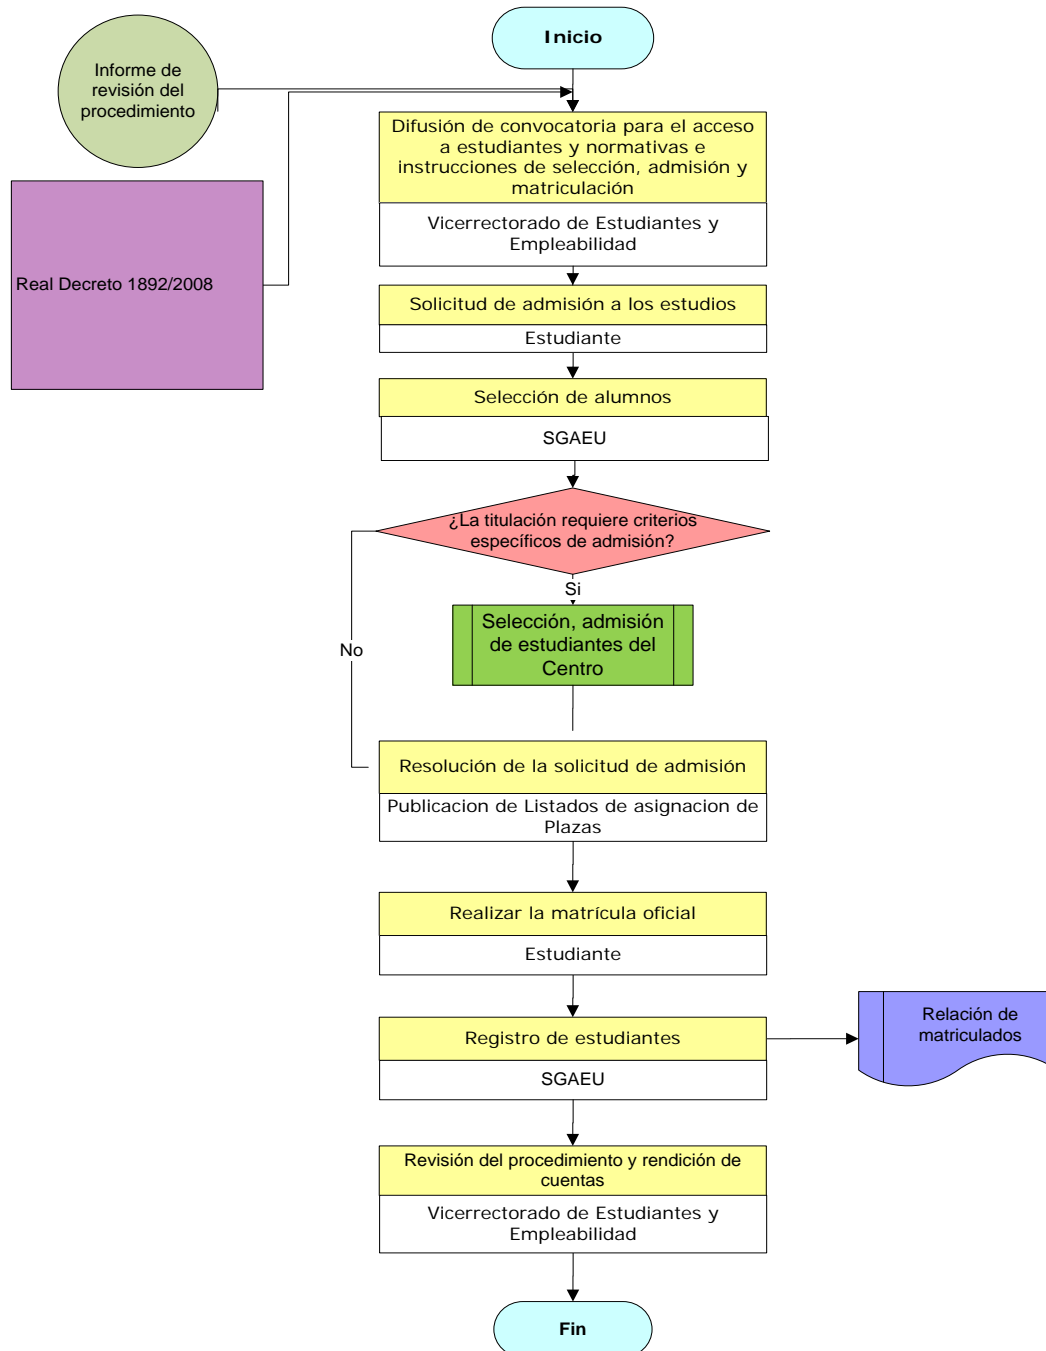 Inicio
Informe de
revisión del
procedimiento
Difusión de convocatoria para el acceso
a estudiantes y normativas e
instrucciones de selección, admisión y
matriculación
Vicerrectorado de Estudiantes y
Empleabilidad
Real Decreto 1892/2008
Solicitud de admisión a los estudios
Estudiante
Selección de alumnos
SGAEU
¿La titulación requiere criterios
específicos de admisión?
Si
Selección, admisión
de estudiantes del
Centro
No
Resolución de la solicitud de admisión
Publicacion de Listados de asignacion de
Plazas
Realizar la matrícula oficial
Estudiante
Registro de estudiantes
SGAEU
Relación de
matriculados
Revisión del procedimiento y rendición de
cuentas
Vicerrectorado de Estudiantes y
Empleabilidad
Fin